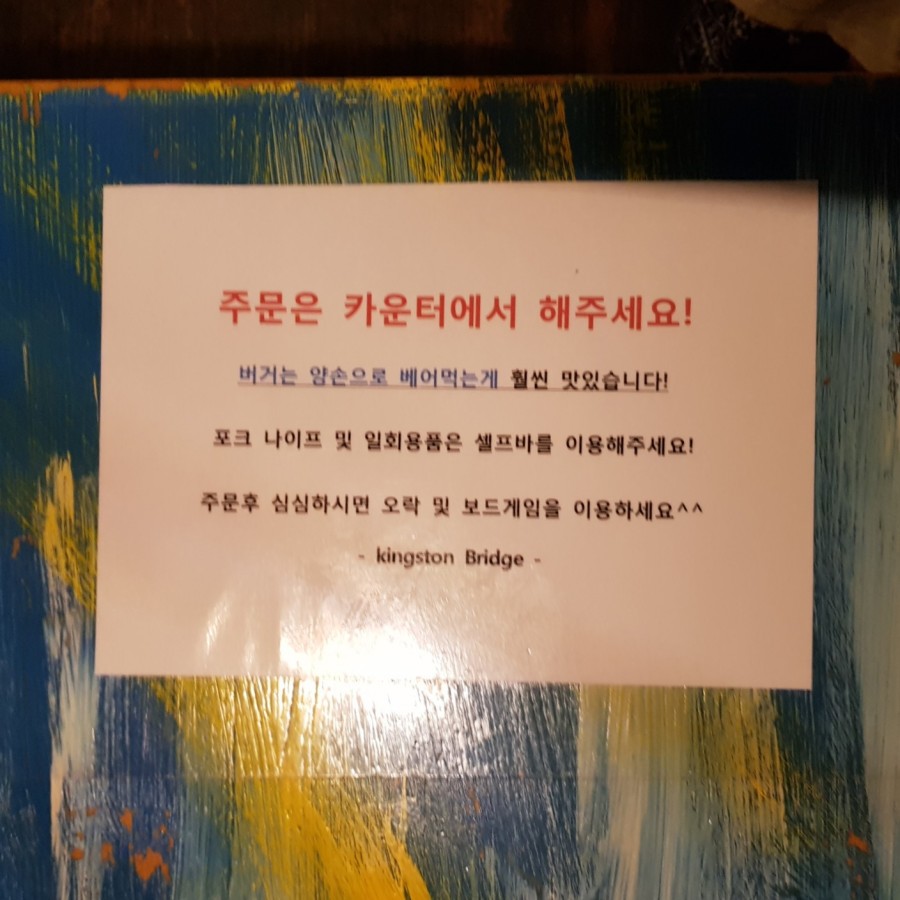 주문은 카운터에서 해주세요!
버거는 양손으로 베어먹는게 훨씬 맛있습니다!
포크 나이프 및 일회용품은 셀프바를 이용해주세요!
주문후 심심하시면 오락 및 보드게임을 이용하세요^^
- kingston Bridge -